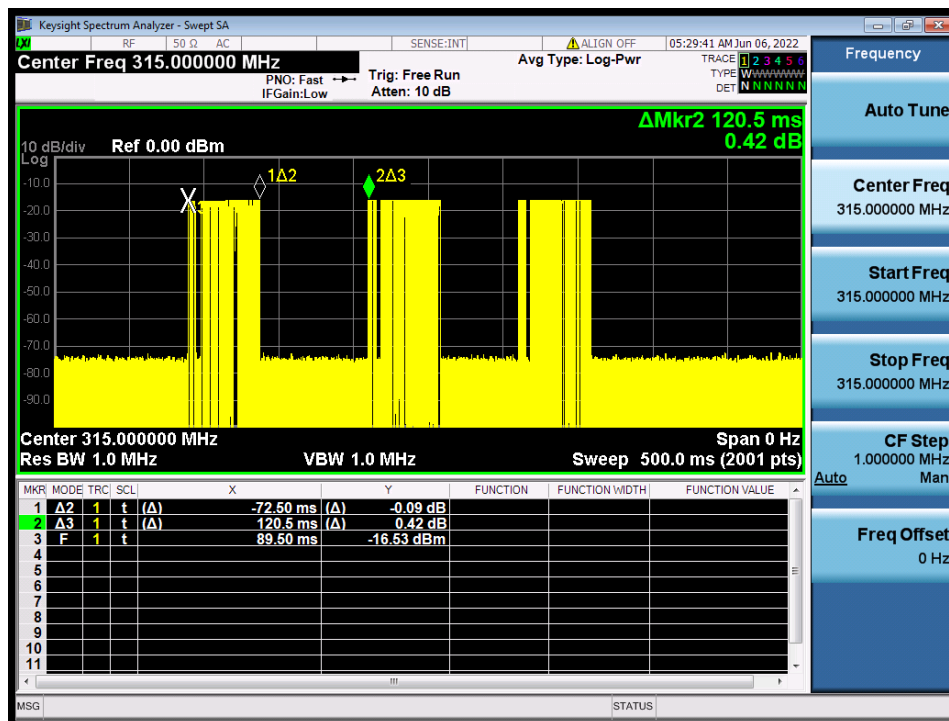 Keysight Spectrum Analyzer - Swept SA
LXI RF 50 Ω AC SENSE:INT ALIGN OFF 05:29:41 AM Jun 06, 2022
Center Freq 315.000000 MHz
PNO: Fast
IFGain:Low
Trig: Free Run
Atten: 10 dB
Avg Type: Log-Pwr
TRACE 1 2 3 4 5 6
TYPE WWWWWW
DET N N N N N N
ΔMkr2 120.5 ms
0.42 dB
10 dB/div Ref 0.00 dBm
Log
1Δ2
2Δ3
X3
-10.0
-20.0
-30.0
-40.0
-50.0
-60.0
-70.0
-80.0
-90.0
Center 315.000000 MHz Span 0 Hz
Res BW 1.0 MHz VBW 1.0 MHz Sweep 500.0 ms (2001 pts)
MKR MODE TRC SCL X Y FUNCTION FUNCTION WIDTH FUNCTION VALUE
1 Δ2 1 t (Δ) -72.50 ms (Δ) -0.09 dB
2 Δ3 1 t (Δ) 120.5 ms (Δ) 0.42 dB
3 F 1 t 89.50 ms -16.53 dBm
4
5
6
7
8
9
10
11
MSG STATUS
Frequency
Auto Tune
Center Freq
315.000000 MHz
Start Freq
315.000000 MHz
Stop Freq
315.000000 MHz
CF Step
1.000000 MHz
Auto Man
Freq Offset
0 Hz